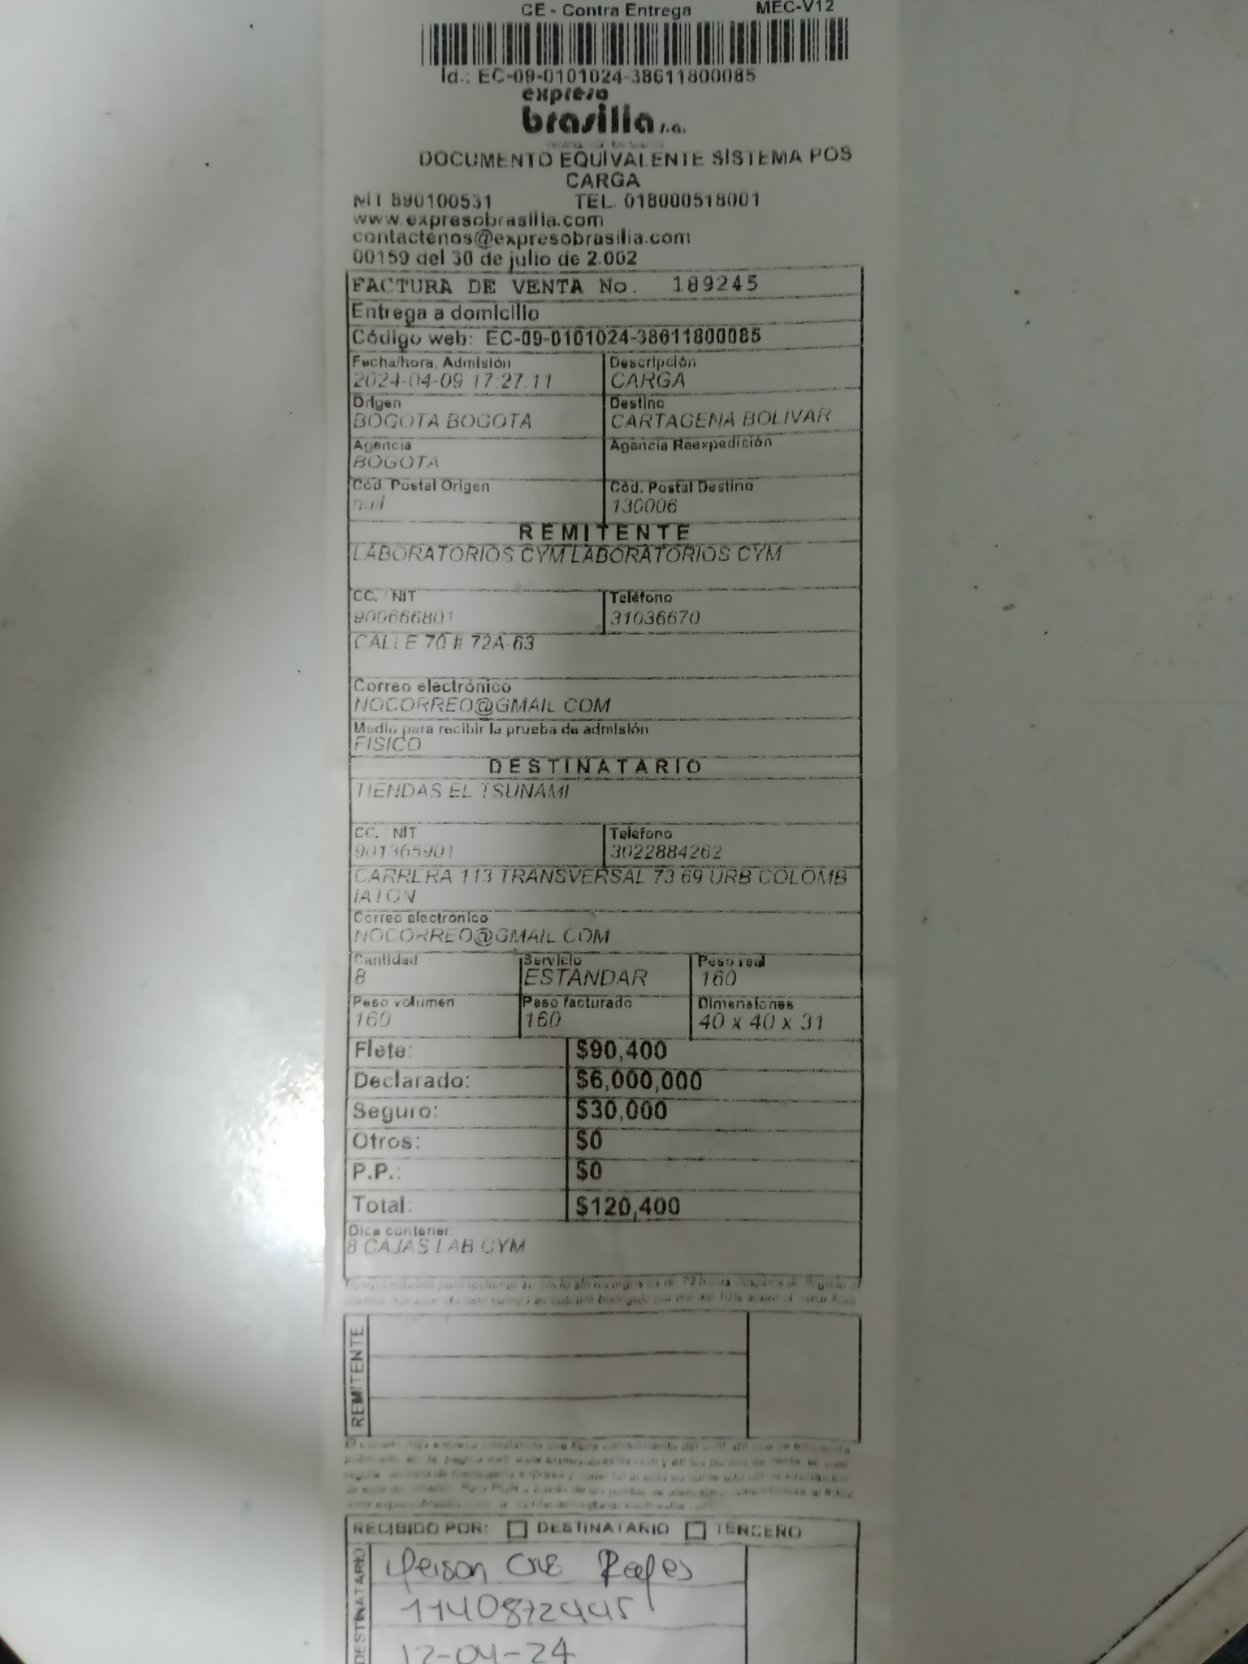 CE - Contra Entrega MEC-V12
Id.: EC-09-0101024-38611800085
expreso
brasilia s.a.
DOCUMENTO EQUIVALENTE SISTEMA POS
CARGA
NIT 890100531 TEL. 018000518001
www.expresobrasilia.com
contactenos@expresobrasilia.com
00159 del 30 de julio de 2.002
FACTURA DE VENTA No. 189245
Entrega a domicilio
Código web: EC-09-0101024-38611800085
Fecha/hora, Admisión Descripción
2024-04-09 17:27:11 CARGA
Origen Destino
BOGOTA BOGOTA CARTAGENA BOLIVAR
Agencia Agencia Reexpedición
BOGOTA
Cód. Postal Origen Cód. Postal Destino
null 130006
REMITENTE
LABORATORIOS CYM LABORATORIOS CYM
CC. / NIT Teléfono
900666801 31036670
CALLE 70 # 72A-63
Correo electrónico
NOCORREO@GMAIL.COM
Medio para recibir la prueba de admisión
FISICO
DESTINATARIO
TIENDAS EL TSUNAMI
CC. / NIT Teléfono
901365901 3022884262
CARRERA 113 TRANSVERSAL 73 69 URB COLOMB
IATON
Correo electrónico
NOCORREO@GMAIL.COM
Cantidad Servicio Peso real
8 ESTANDAR 160
Peso volumen Peso facturado Dimensiones
160 160 40 x 40 x 31
Flete: $90,400
Declarado: $6,000,000
Seguro: $30,000
Otros: $0
P.P.: $0
Total: $120,400
Dice contener:
8 CAJAS LAB CYM
REMITENTE
RECIBIDO POR: DESTINATARIO TERCERO
DESTINATARIO
Reyes
1140872445
12-04-24